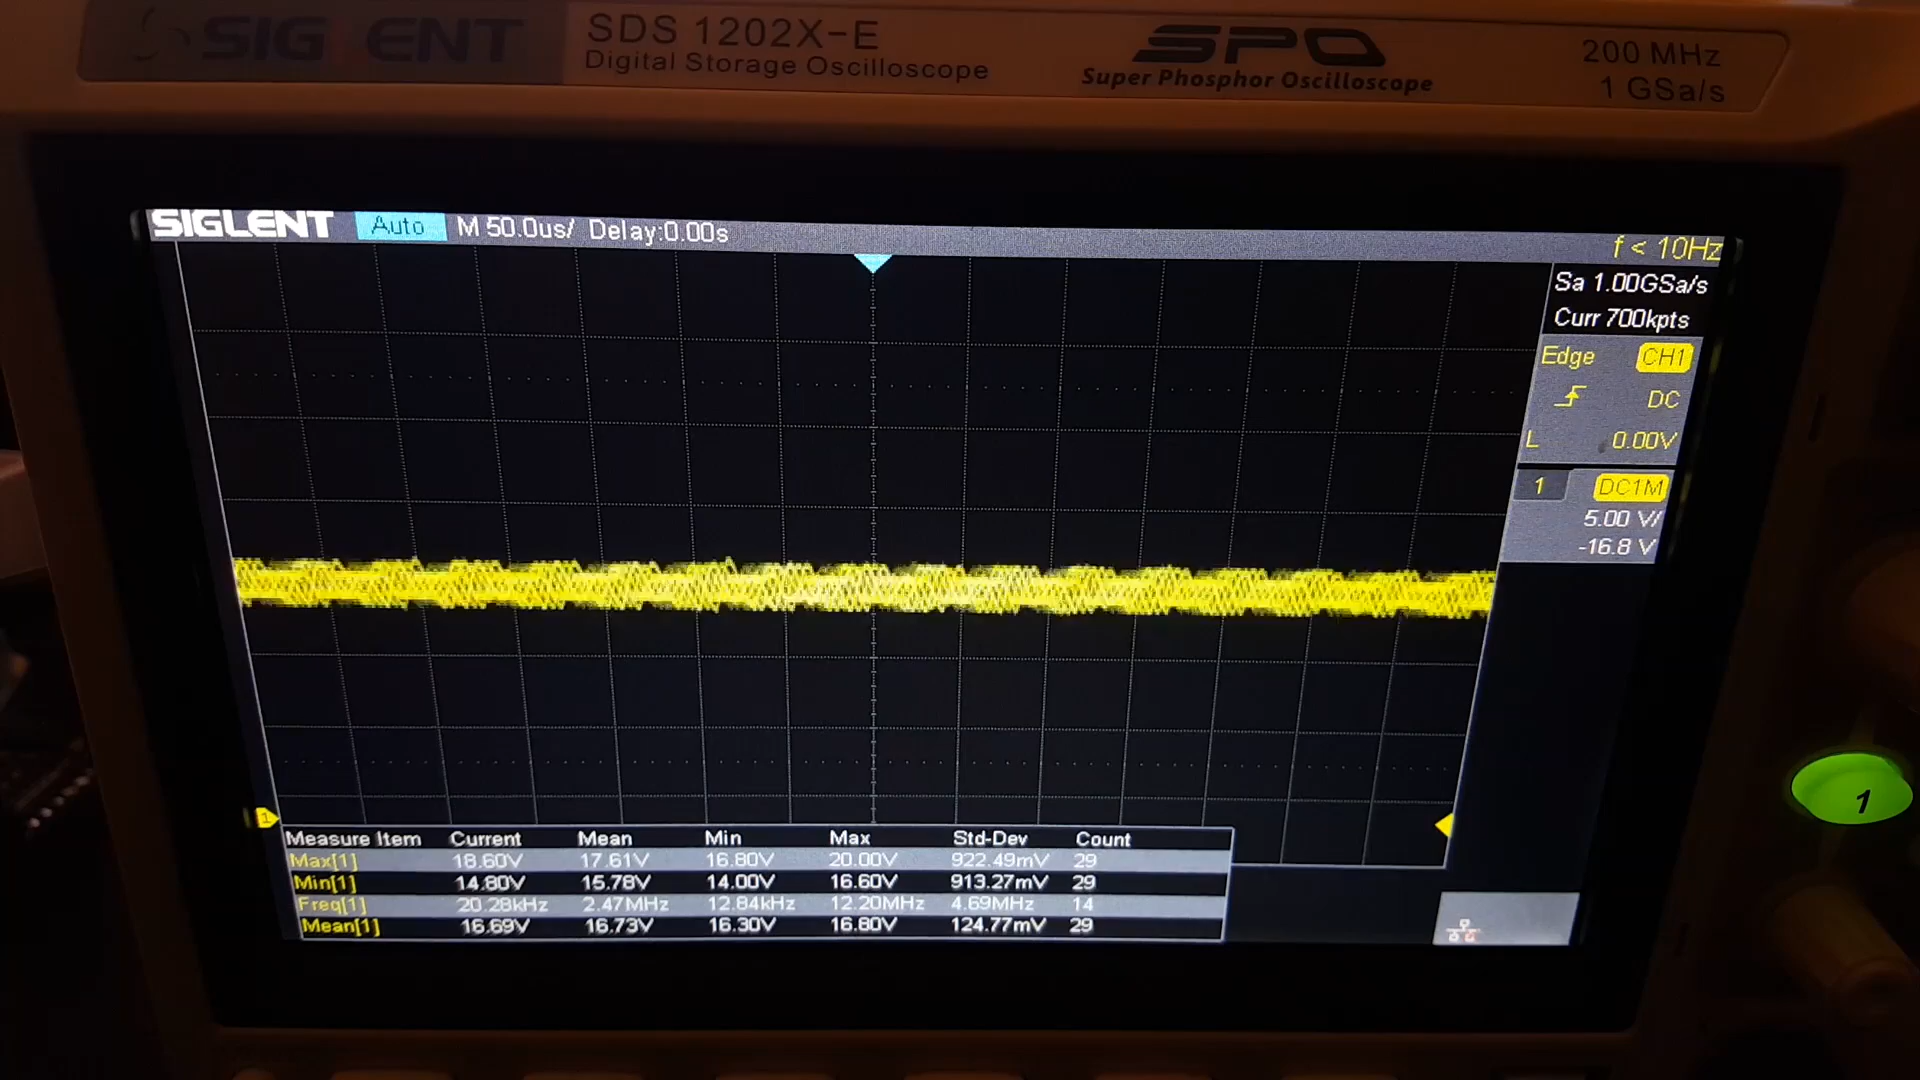 SIGLENT
SDS 1202X-E
Digital Storage Oscilloscope
SPO
Super Phosphor Oscilloscope
200 MHz
1 GSa/s
SIGLENT Auto M 50.0us/ Delay:0.00s
f < 10Hz
Sa 1.00GSa/s
Curr 700kpts
Edge CH1
DC
L 0.00V
1 DC1M
5.00 V/
-16.8 V
1
Measure Item Current Mean Min Max Std-Dev Count
Max[1] 18.60V 17.61V 16.80V 20.00V 922.49mV 29
Min[1] 14.80V 15.78V 14.00V 16.60V 913.27mV 29
Freq[1] 20.28kHz 2.47MHz 12.84kHz 12.20MHz 4.69MHz 14
Mean[1] 16.69V 16.73V 16.30V 16.80V 124.77mV 29
1